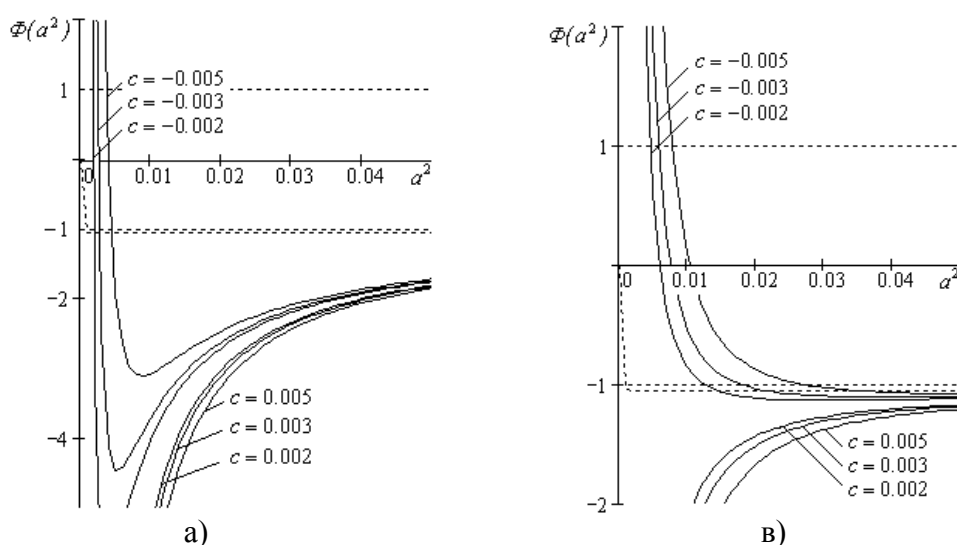 Φ(a²)
1
c = −0.005
c = −0.003
c = −0.002
0 0.01 0.02 0.03 0.04 a²
−1
−2
−4
c = 0.005
c = 0.003
c = 0.002
а)
Φ(a²)
c = −0.005
c = −0.003
c = −0.002
1
0 0.01 0.02 0.03 0.04 a²
−1
c = 0.005
c = 0.003
c = 0.002
−2
в)